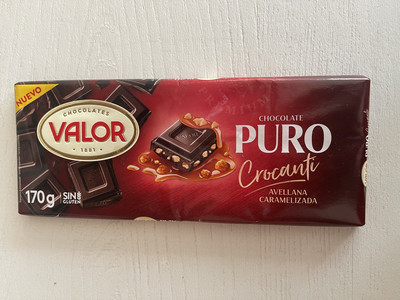 NUEVO
CHOCOLATES
VALOR
1881
170g
SIN
GLUTEN
CHOCOLATE
PURO
Crocanti
AVELLANA
CARAMELIZADA